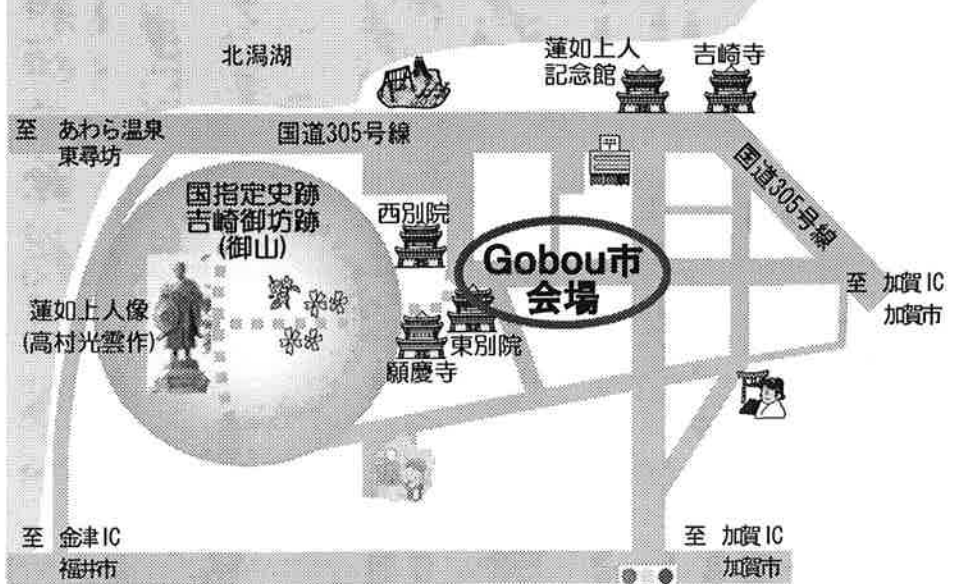 北潟湖
蓮如上人
記念館
吉崎寺
至 あわら温泉
東尋坊
国道305号線
〒
国道305号線
国指定史跡
吉崎御坊跡
(御山)
西別院
Gobou市
会場
至 加賀IC
加賀市
蓮如上人像
(高村光雲作)
東別院
願慶寺
至 金津IC
福井市
至 加賀IC
加賀市